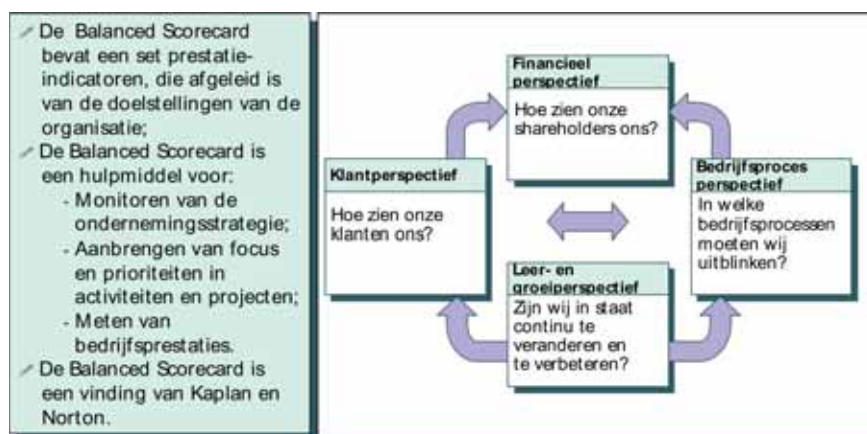 De Balanced Scorecard
bevat een set prestatie-
indicatoren, die afgeleid is
van de doelstellingen van de
organisatie;
De Balanced Scorecard is
een hulpmiddel voor:
- Monitoren van de
ondernemingsstrategie;
- Aanbrengen van focus
en prioriteiten in
activiteiten en projecten;
- Meten van
bedrijfsprestaties.
De Balanced Scorecard is
een vinding van Kaplan en
Norton.
Financieel
perspectief
Hoe zien onze
shareholders ons?
Klantperspectief
Hoe zien onze
klanten ons?
Bedrijfsproces
perspectief
In welke
bedrijfsprocessen
moeten wij
uitblinken?
Leer- en
groeiperspectief
Zijn wij in staat
continu te
veranderen en
te verbeteren?